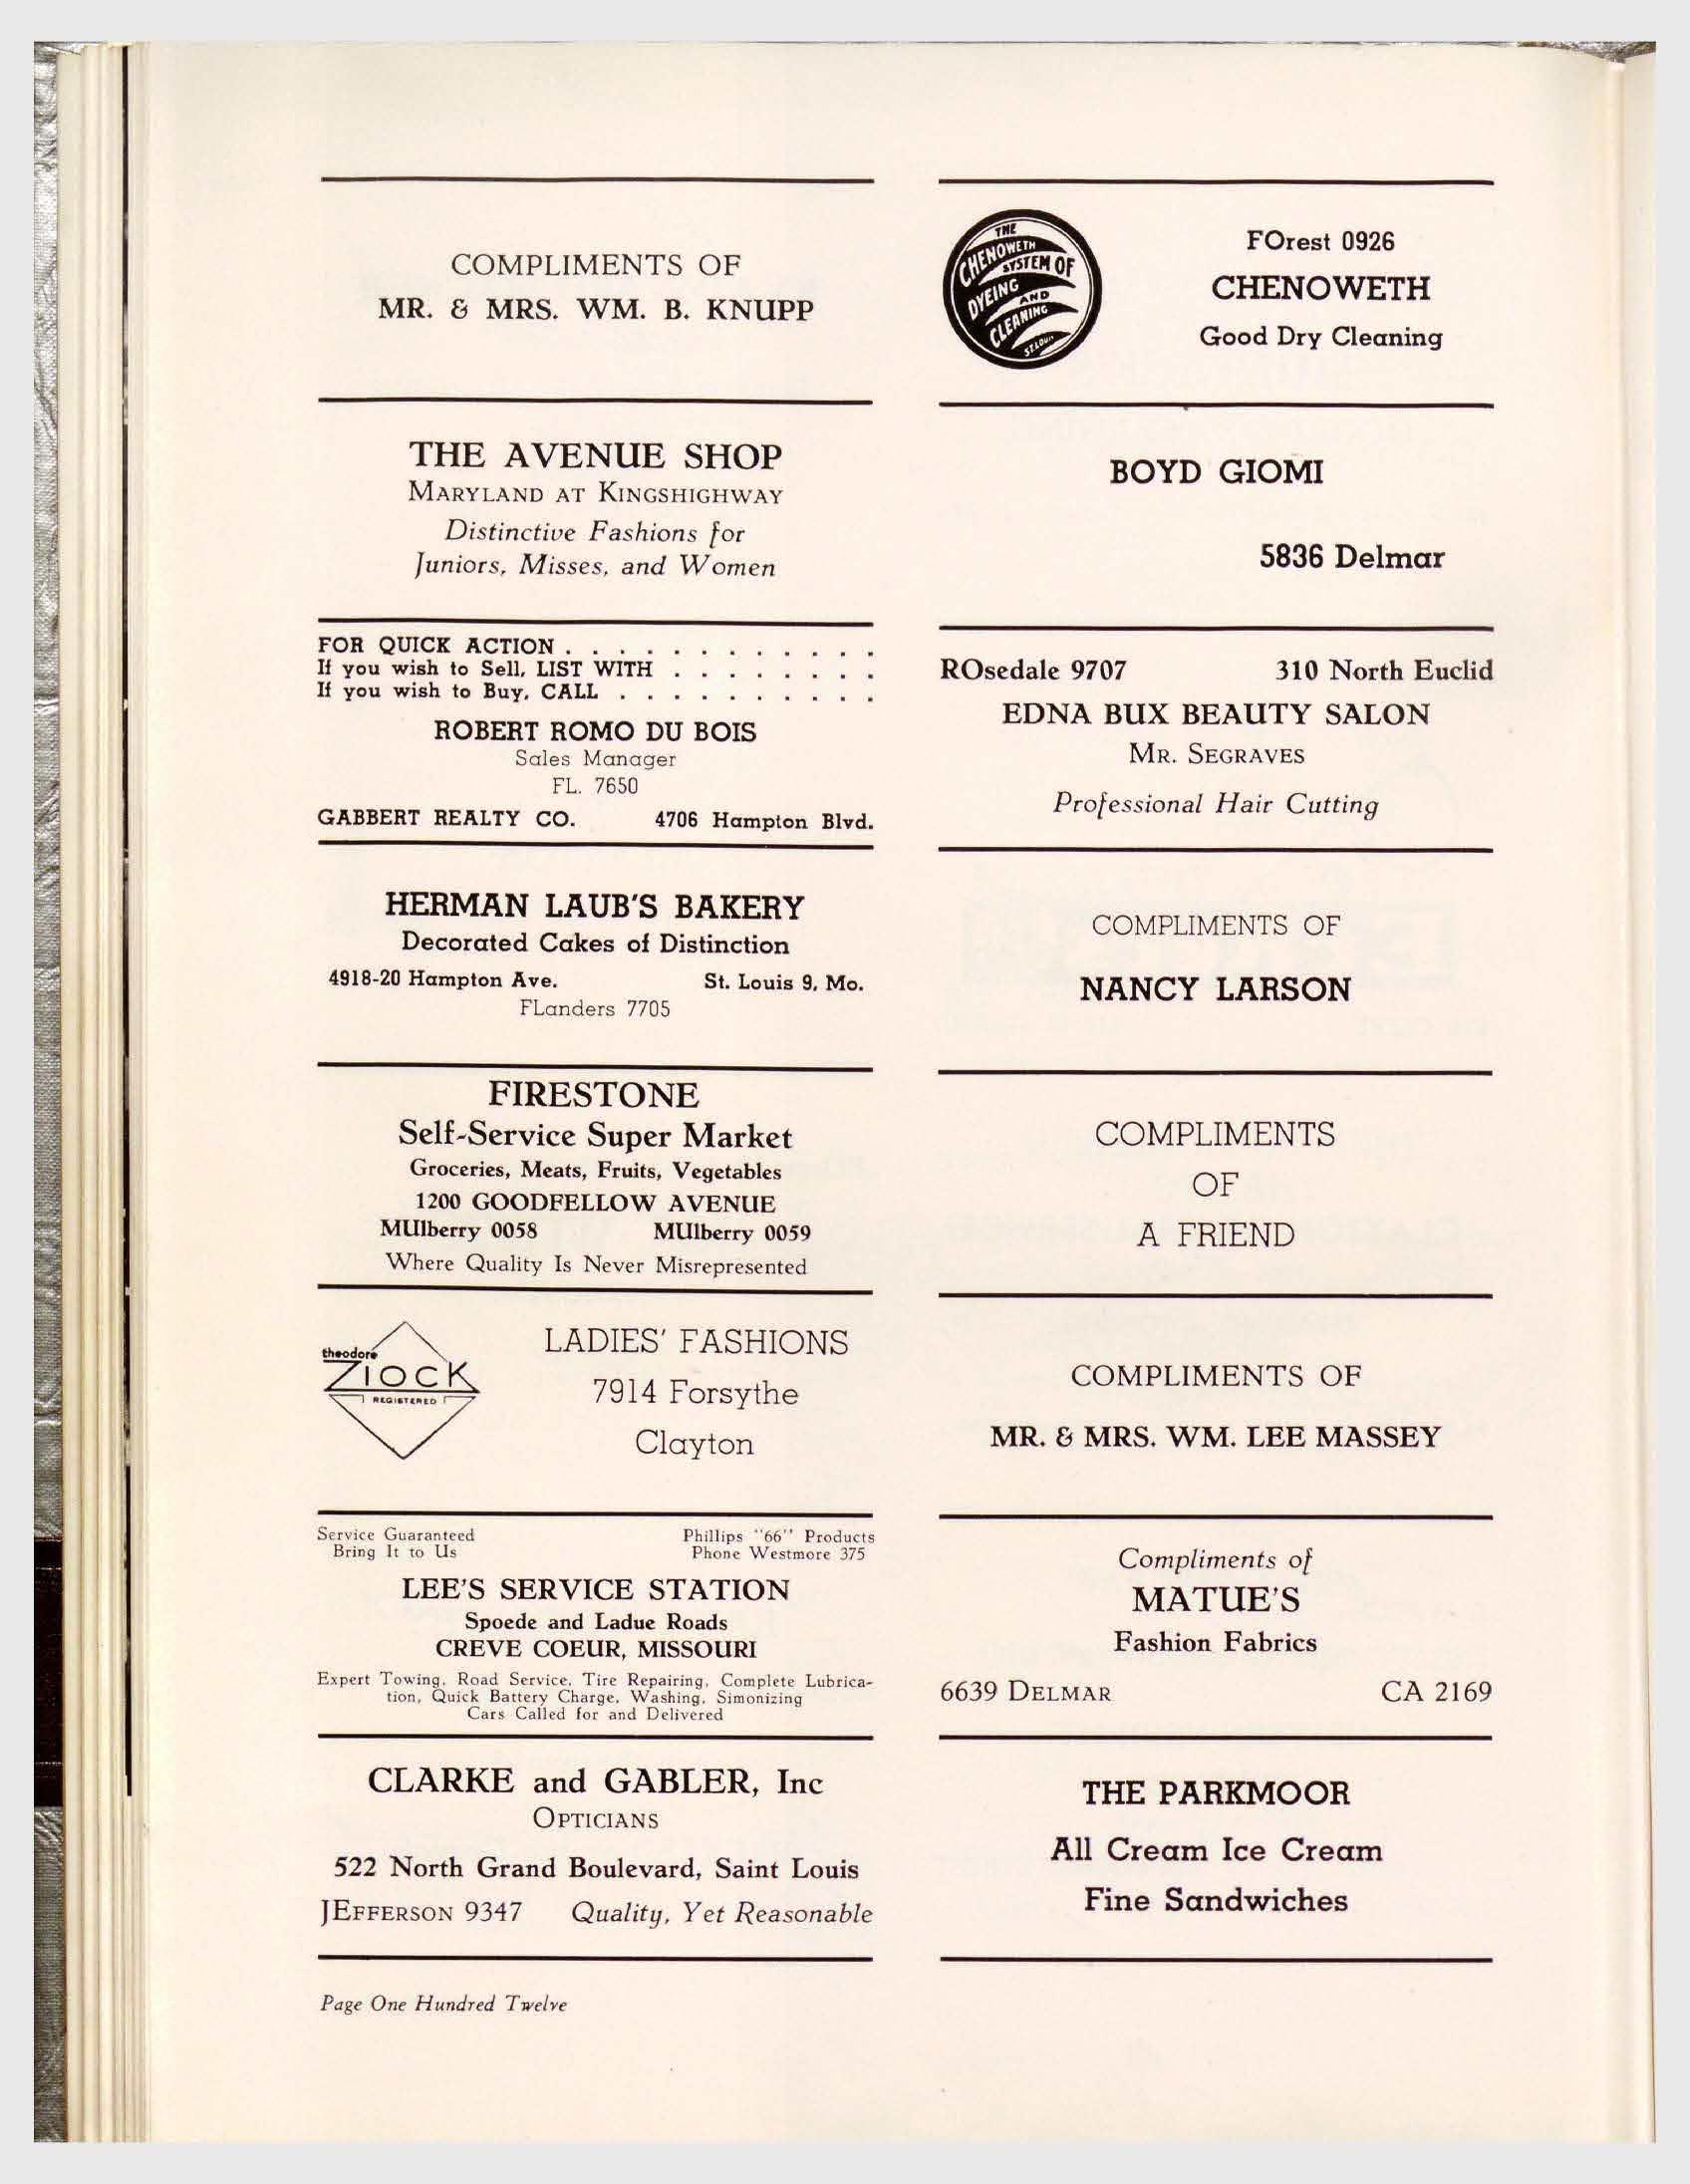 COMPLIMENTS OF
MR. & MRS. WM. B. KNUPP
THE AVENUE SHOP
MARYLAND AT KINGSHIGHWAY
Distinctive Fashions for
Juniors, Misses, and Women
FOR QUICK ACTION . . . . . . . . . . . .
If you wish to Sell, LIST WITH . . . . . . . .
If you wish to Buy, CALL . . . . . . . . . .
ROBERT ROMO DU BOIS
Sales Manager
FL. 7650
GABBERT REALTY CO. 4706 Hampton Blvd.
HERMAN LAUB'S BAKERY
Decorated Cakes of Distinction
4918-20 Hampton Ave. St. Louis 9, Mo.
FLanders 7705
FIRESTONE
Self-Service Super Market
Groceries, Meats, Fruits, Vegetables
1200 GOODFELLOW AVENUE
MUlberry 0058 MUlberry 0059
Where Quality Is Never Misrepresented
theodore
ZIOCK
REGISTERED
LADIES' FASHIONS
7914 Forsythe
Clayton
Service Guaranteed Phillips "66" Products
Bring It to Us Phone Westmore 375
LEE'S SERVICE STATION
Spoede and Ladue Roads
CREVE COEUR, MISSOURI
Expert Towing, Road Service, Tire Repairing, Complete Lubrica-
tion, Quick Battery Charge, Washing, Simonizing
Cars Called for and Delivered
CLARKE and GABLER, Inc
OPTICIANS
522 North Grand Boulevard, Saint Louis
JEFFERSON 9347 Quality, Yet Reasonable
Page One Hundred Twelve
THE
CHENOWETH
SYSTEM OF
DYEING
AND
CLEANING
ST. LOUIS
FOrest 0926
CHENOWETH
Good Dry Cleaning
BOYD GIOMI
5836 Delmar
ROsedale 9707 310 North Euclid
EDNA BUX BEAUTY SALON
MR. SEGRAVES
Professional Hair Cutting
COMPLIMENTS OF
NANCY LARSON
COMPLIMENTS
OF
A FRIEND
COMPLIMENTS OF
MR. & MRS. WM. LEE MASSEY
Compliments of
MATUE'S
Fashion Fabrics
6639 DELMAR CA 2169
THE PARKMOOR
All Cream Ice Cream
Fine Sandwiches